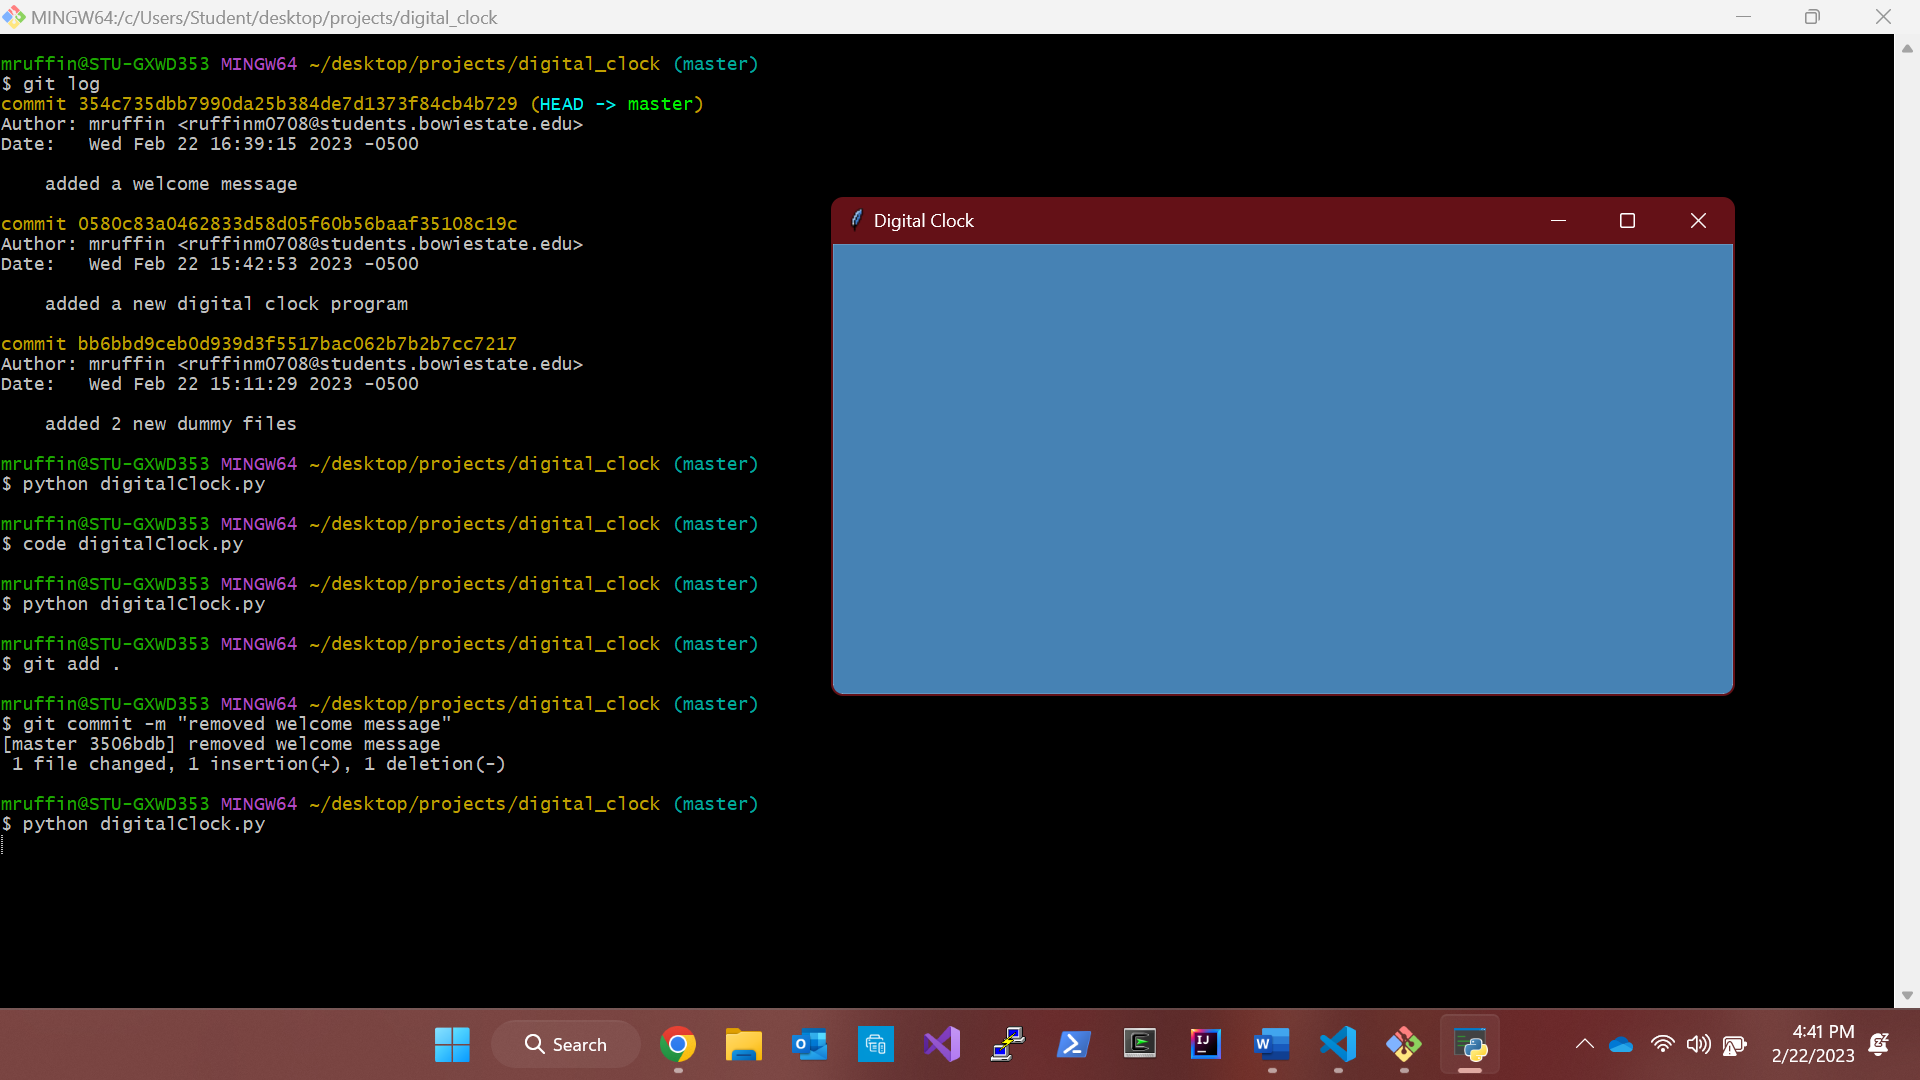 MINGW64:/c/Users/Student/desktop/projects/digital_clock
mruffin@STU-GXWD353 MINGW64 ~/desktop/projects/digital_clock (master)
$ git log
commit 354c735dbb7990da25b384de7d1373f84cb4b729 (HEAD -> master)
Author: mruffin <ruffinm0708@students.bowiestate.edu>
Date:   Wed Feb 22 16:39:15 2023 -0500
    added a welcome message
commit 0580c83a0462833d58d05f60b56baaf35108c19c
Author: mruffin <ruffinm0708@students.bowiestate.edu>
Date:   Wed Feb 22 15:42:53 2023 -0500
    added a new digital clock program
commit bb6bbd9ceb0d939d3f5517bac062b7b2b7cc7217
Author: mruffin <ruffinm0708@students.bowiestate.edu>
Date:   Wed Feb 22 15:11:29 2023 -0500
    added 2 new dummy files
mruffin@STU-GXWD353 MINGW64 ~/desktop/projects/digital_clock (master)
$ python digitalClock.py
mruffin@STU-GXWD353 MINGW64 ~/desktop/projects/digital_clock (master)
$ code digitalClock.py
mruffin@STU-GXWD353 MINGW64 ~/desktop/projects/digital_clock (master)
$ python digitalClock.py
mruffin@STU-GXWD353 MINGW64 ~/desktop/projects/digital_clock (master)
$ git add .
mruffin@STU-GXWD353 MINGW64 ~/desktop/projects/digital_clock (master)
$ git commit -m "removed welcome message"
[master 3506bdb] removed welcome message
 1 file changed, 1 insertion(+), 1 deletion(-)
mruffin@STU-GXWD353 MINGW64 ~/desktop/projects/digital_clock (master)
$ python digitalClock.py
Digital Clock
Search
4:41 PM
2/22/2023